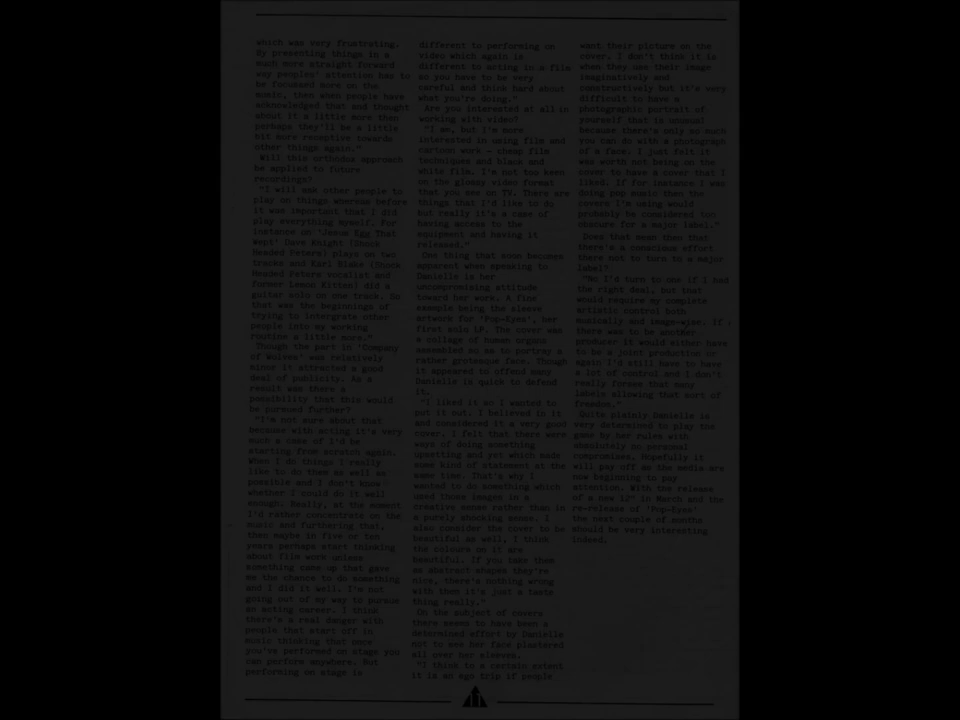 which was very frustrating.
By presenting things in a
much more straight forward
way peoples' attention has to
be focussed more on the
music, then when people have
acknowledged that and thought
about it a little more then
perhaps they'll be a little
bit more receptive towards
other things again."
Will this orthodox approach
be applied to future
recordings?
"I will ask other people to
play on things whereas before
it was important that I did
play everything myself. For
instance on "Jesus Egg That
Wept' Dave Knight (Shock
Headed Peters) plays on two
tracks and Karl Blake (Shock
Headed Peters vocalist and
former Lemon Kitten) did a
guitar solo on one track. So
that was the beginnings of
trying to intergrate other
people into my working
routine a little more."
Though the part in 'Company
of Wolves' was relatively
minor it attracted a good
deal of publicity. As a
result was there a
possibility that this would
be pursued further?
"I'm not sure about that
because with acting it's very
much a case of I'd be
starting from scratch again.
When I do things I really
like to do them as well as
possible and I don't know
whether I could do it well
enough. Really, at the moment
I'd rather concentrate on the
music and furthering that,
then maybe in five or ten
years perhaps start thinking
about film work unless
something came up that gave
me the chance to do something
and I did it well. I'm not
going out of my way to pursue
an acting career. I think
there's a real danger with
people that start off in
music thinking that once
you've performed on stage you
can perform anywhere. But
performing on stage is
different to performing on
video which again is
different to acting in a film
so you have to be very
careful and think hard about
what you're doing."
Are you interested at all in
working with video?
"I am, but I'm more
interested in using film and
cartoon work - cheap film
techniques and black and
white film. I'm not too keen
on the glossy video format
that you see on TV. There are
things that I'd like to do
but really it's a case of
having access to the
equipment and having it
released."
One thing that soon becomes
apparent when speaking to
Danielle is her
uncompromising attitude
toward her work. A fine
example being the sleeve
artwork for 'Pop-Eyes', her
first solo LP. The cover was
a collage of human organs
assembled so as to portray a
rather grotesque face. Though
it appeared to offend many
Danielle is quick to defend
it.
"I liked it so I wanted to
put it out. I believed in it
and considered it a very good
cover. I felt that there were
ways of doing something
upsetting and yet which made
some kind of statement at the
same time. That's why I
wanted to do something which
used those images in a
creative sense rather than in
a purely shocking sense. I
also consider the cover to be
beautiful as well, I think
the colours on it are
beautiful. If you take them
as abstract shapes they're
nice, there's nothing wrong
with them it's just a taste
thing really."
On the subject of covers
there seems to have been a
determined effort by Danielle
not to see her face plastered
all over her sleeves.
"I think to a certain extent
it is an ego trip if people
want their picture on the
cover. I don't think it is
when they use their image
imaginatively and
constructively but it's very
difficult to have a
photographic portrait of
yourself that is unusual
because there's only so much
you can do with a photograph
of a face. I just felt it
was worth not being on the
cover to have a cover that I
liked. If for instance I was
doing pop music then the
covers I'm using would
probably be considered too
obscure for a major label."
Does that mean then that
there's a conscious effort
there not to turn to a major
label?
"No I'd turn to one if I had
the right deal, but that
would require my complete
artistic control both
musically and image-wise. If
there was to be another
producer it would either have
to be a joint production or
again I'd still have to have
a lot of control and I don't
really forsee that many
labels allowing that sort of
freedom."
Quite plainly Danielle is
very determined to play the
game by her rules with
absolutely no personal
compromises. Hopefully it
will pay off as the media are
now beginning to pay
attention. With the release
of a new 12" in March and the
re-release of 'Pop-Eyes'
the next couple of months
should be very interesting
indeed.